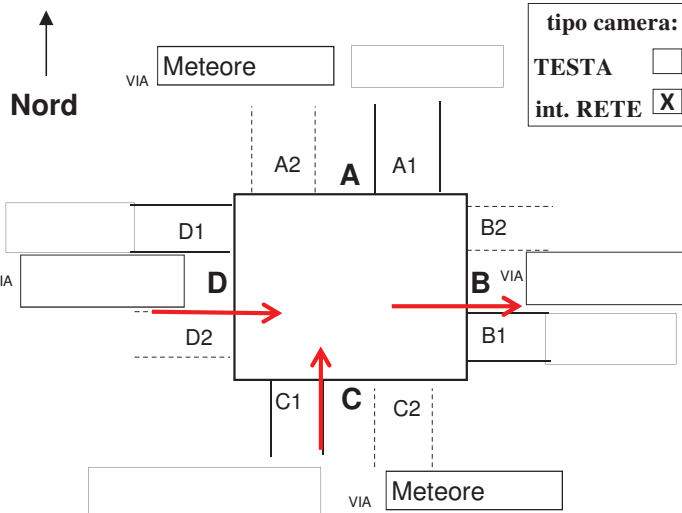 tipo camera:
TESTA
int. RETE X
Nord
VIA Meteore
A2
A
A1
D1
B2
VIA
D
B
VIA
D2
B1
C1
C
C2
VIA Meteore